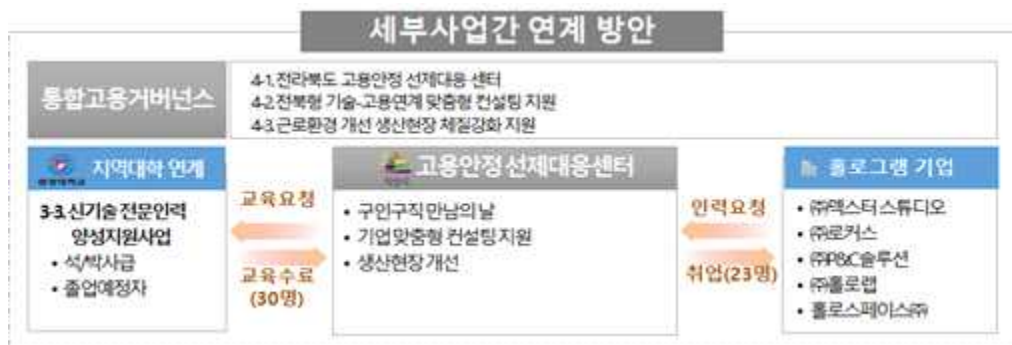 세부사업간 연계 방안
통합고용거버넌스
4-1.전라북도 고용안정 선제대응 센터
4-2.전북형 기술-고용연계 맞춤형 컨설팅 지원
4-3.근로환경 개선 생산현장 체질강화 지원
지역대학 연계
3-3.신기술 전문인력
양성지원사업
• 석/박사급
• 졸업예정자
교육요청
교육수료
(30명)
고용안정 선제대응센터
• 구인구직 만남의 날
• 기업 맞춤형 컨설팅 지원
• 생산현장 개선
인력요청
취업(23명)
홀로그램 기업
• ㈜덱스터 스튜디오
• ㈜로커스
• ㈜P&C솔루션
• ㈜홀로랩
• 홀로스페이스㈜